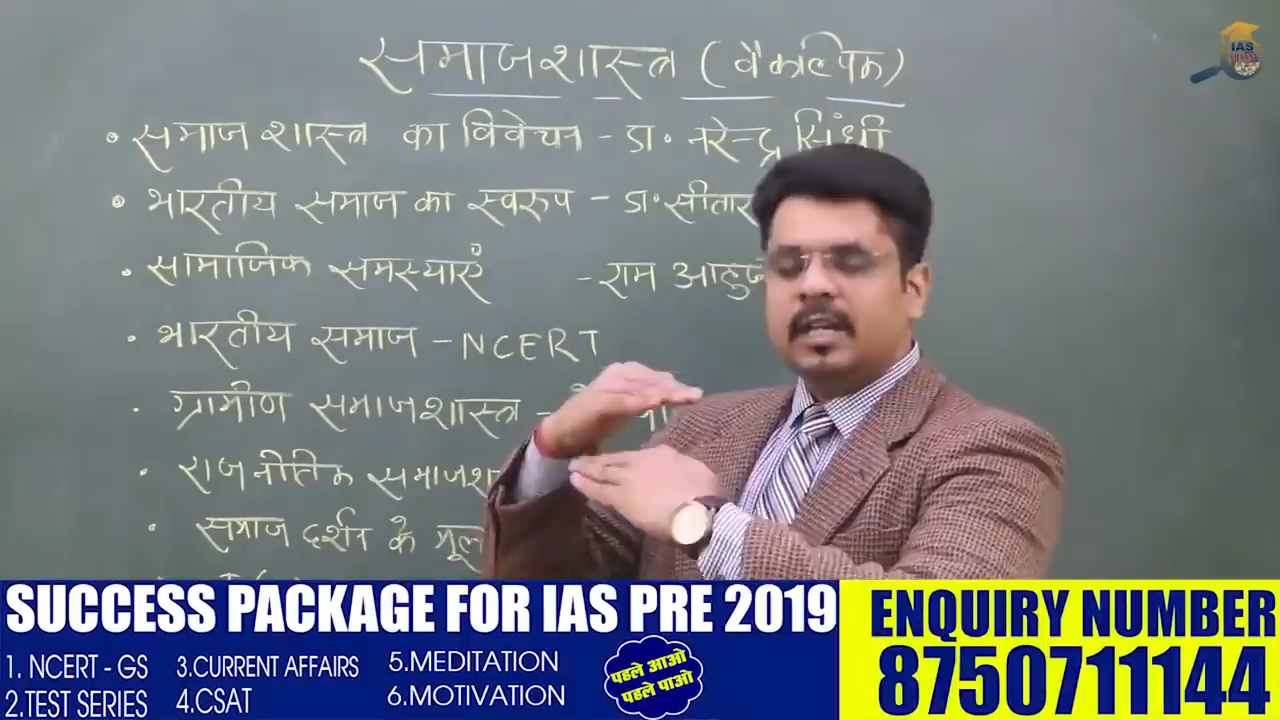 IAS
समाजशास्त्र (वैकल्पिक)
• समाज शास्त्र का विवेचन - डा॰ नरेन्द्र सिंघी
• भारतीय समाज का स्वरुप - डा॰ सीतार
• सामाजिक समस्याएं - राम आहुज
• भारतीय समाज - NCERT
• ग्रामीण समाजशास्त्र -
• राजनीतिक समाजश
• समाज दर्शन के मूल
SUCCESS PACKAGE FOR IAS PRE 2019
1. NCERT - GS 3.CURRENT AFFAIRS 5.MEDITATION
2.TEST SERIES 4.CSAT 6.MOTIVATION
पहले आओ
पहले पाओ
ENQUIRY NUMBER
8750711144